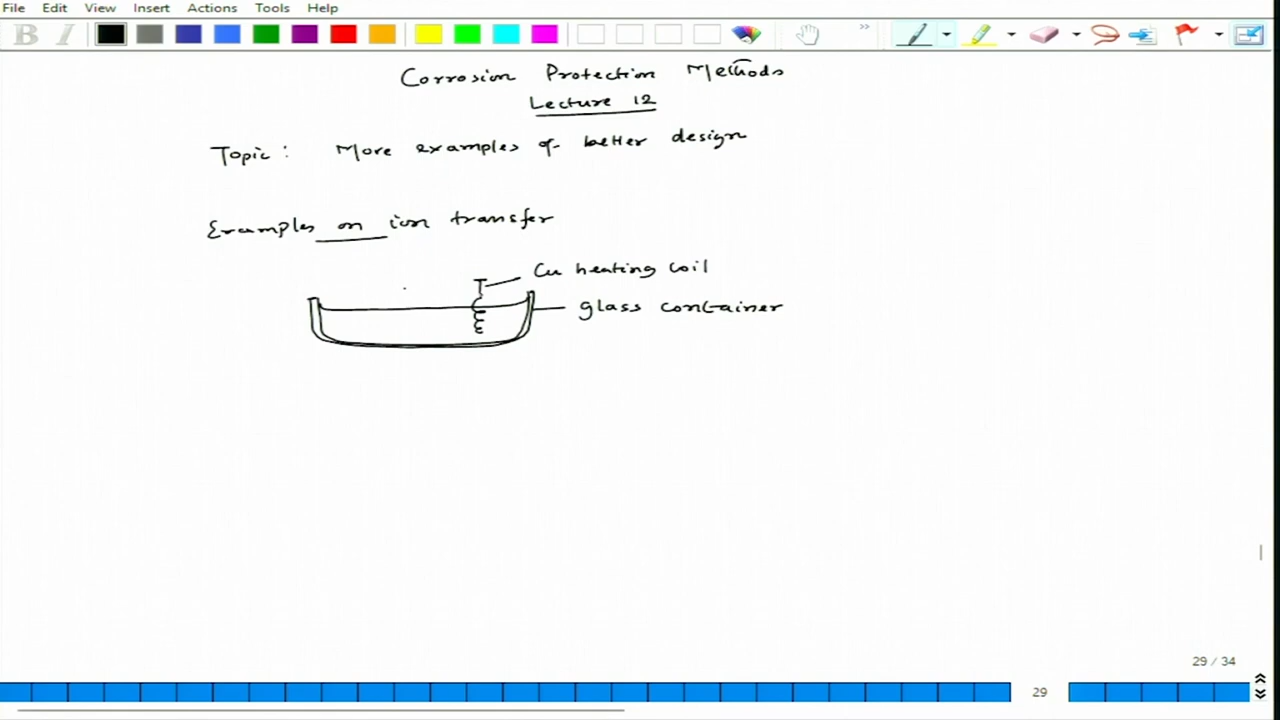 File Edit View Insert Actions Tools Help
B I
Corrosion Protection Methods
Lecture 12
Topic: More examples of better design
Examples on ion transfer
Cu heating coil
glass container
29 / 34
29